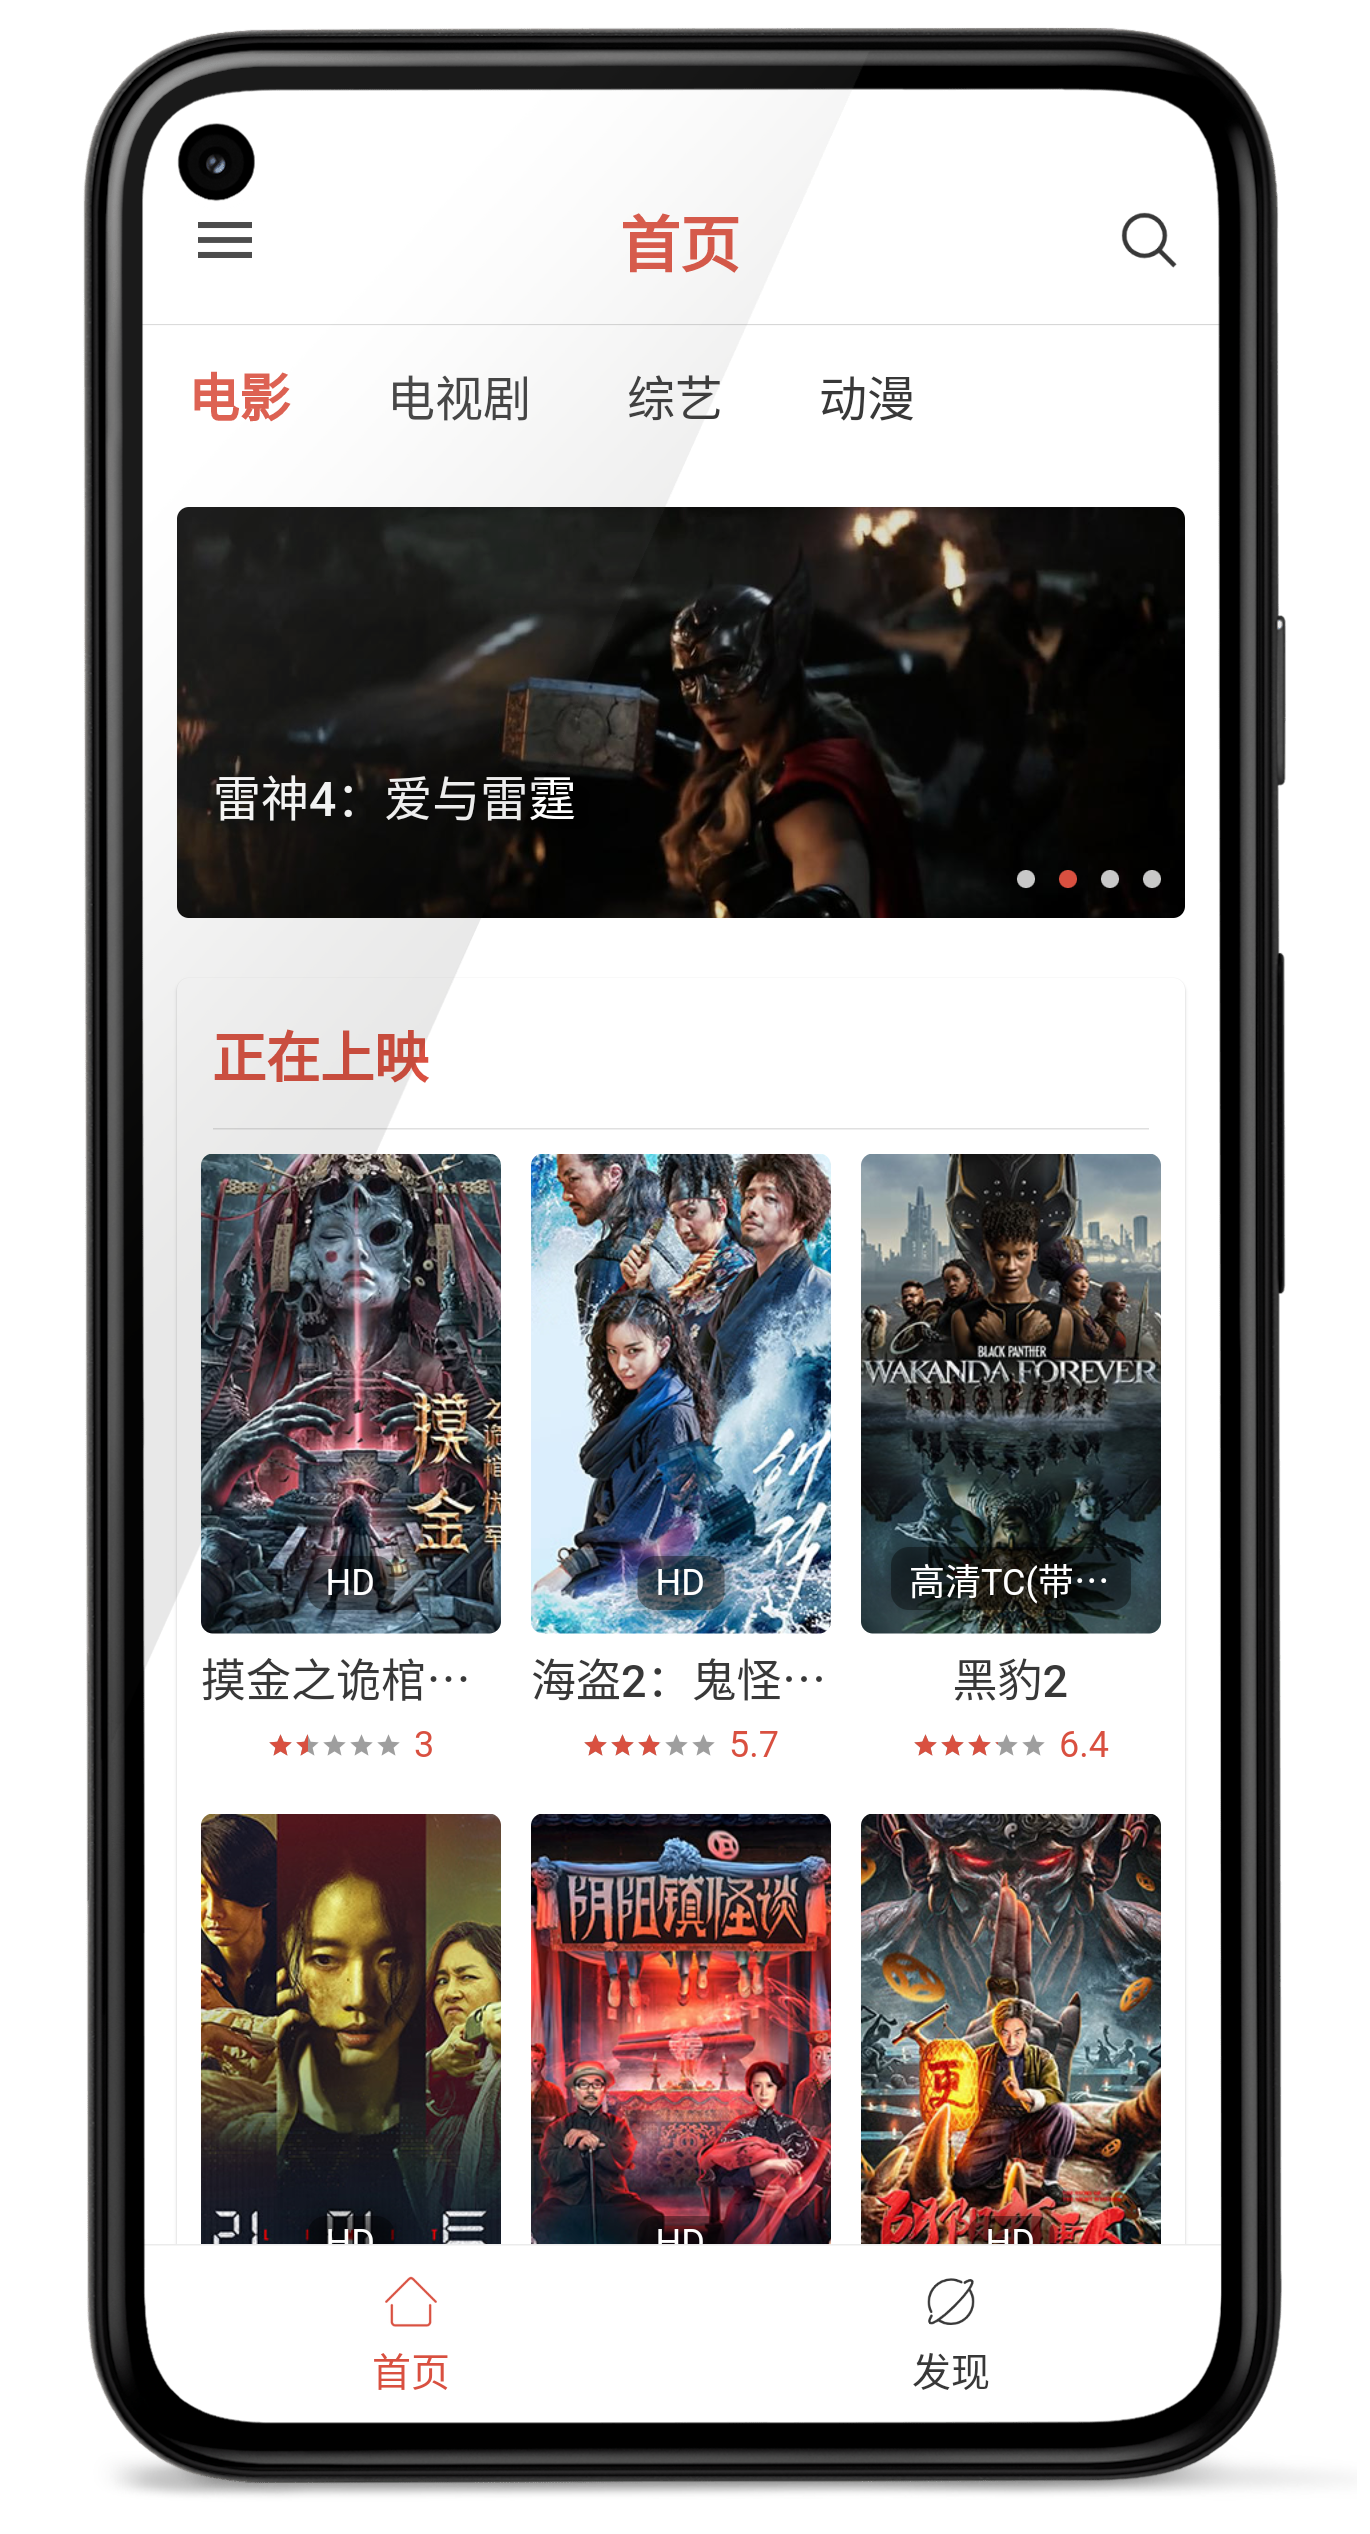 首页
电影 电视剧 综艺 动漫
雷神4：爱与雷霆
正在上映
摸
金
之诡棺伏军
해적
BLACK PANTHER
WAKANDA FOREVER
HD HD 高清TC(带…
摸金之诡棺… 海盗2：鬼怪… 黑豹2
3 5.7 6.4
阴阳镇怪谈
更
HD HD HD
首页 发现